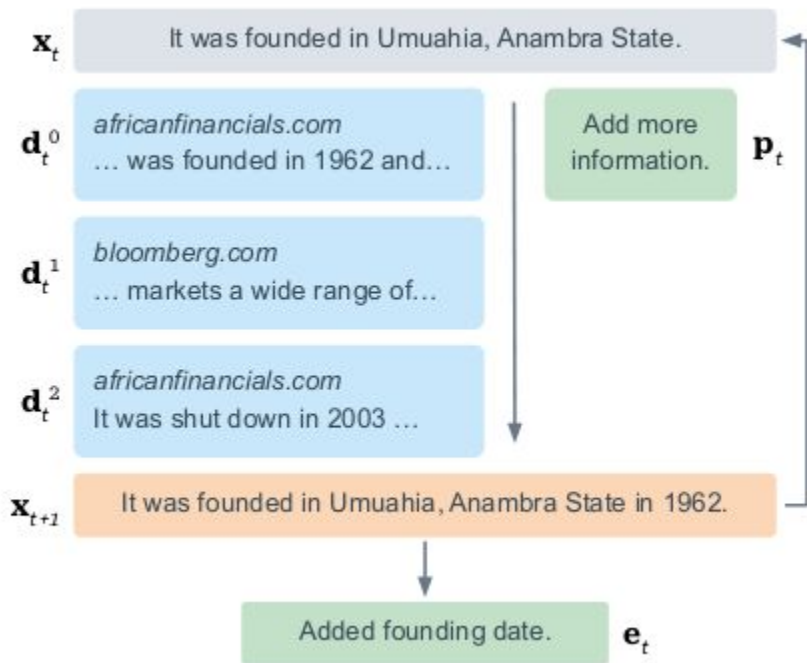 x_t
It was founded in Umuahia, Anambra State.
d_t^0
africanfinancials.com
… was founded in 1962 and…
Add more
information.
p_t
d_t^1
bloomberg.com
… markets a wide range of…
d_t^2
africanfinancials.com
It was shut down in 2003 …
x_{t+1}
It was founded in Umuahia, Anambra State in 1962.
Added founding date.
e_t